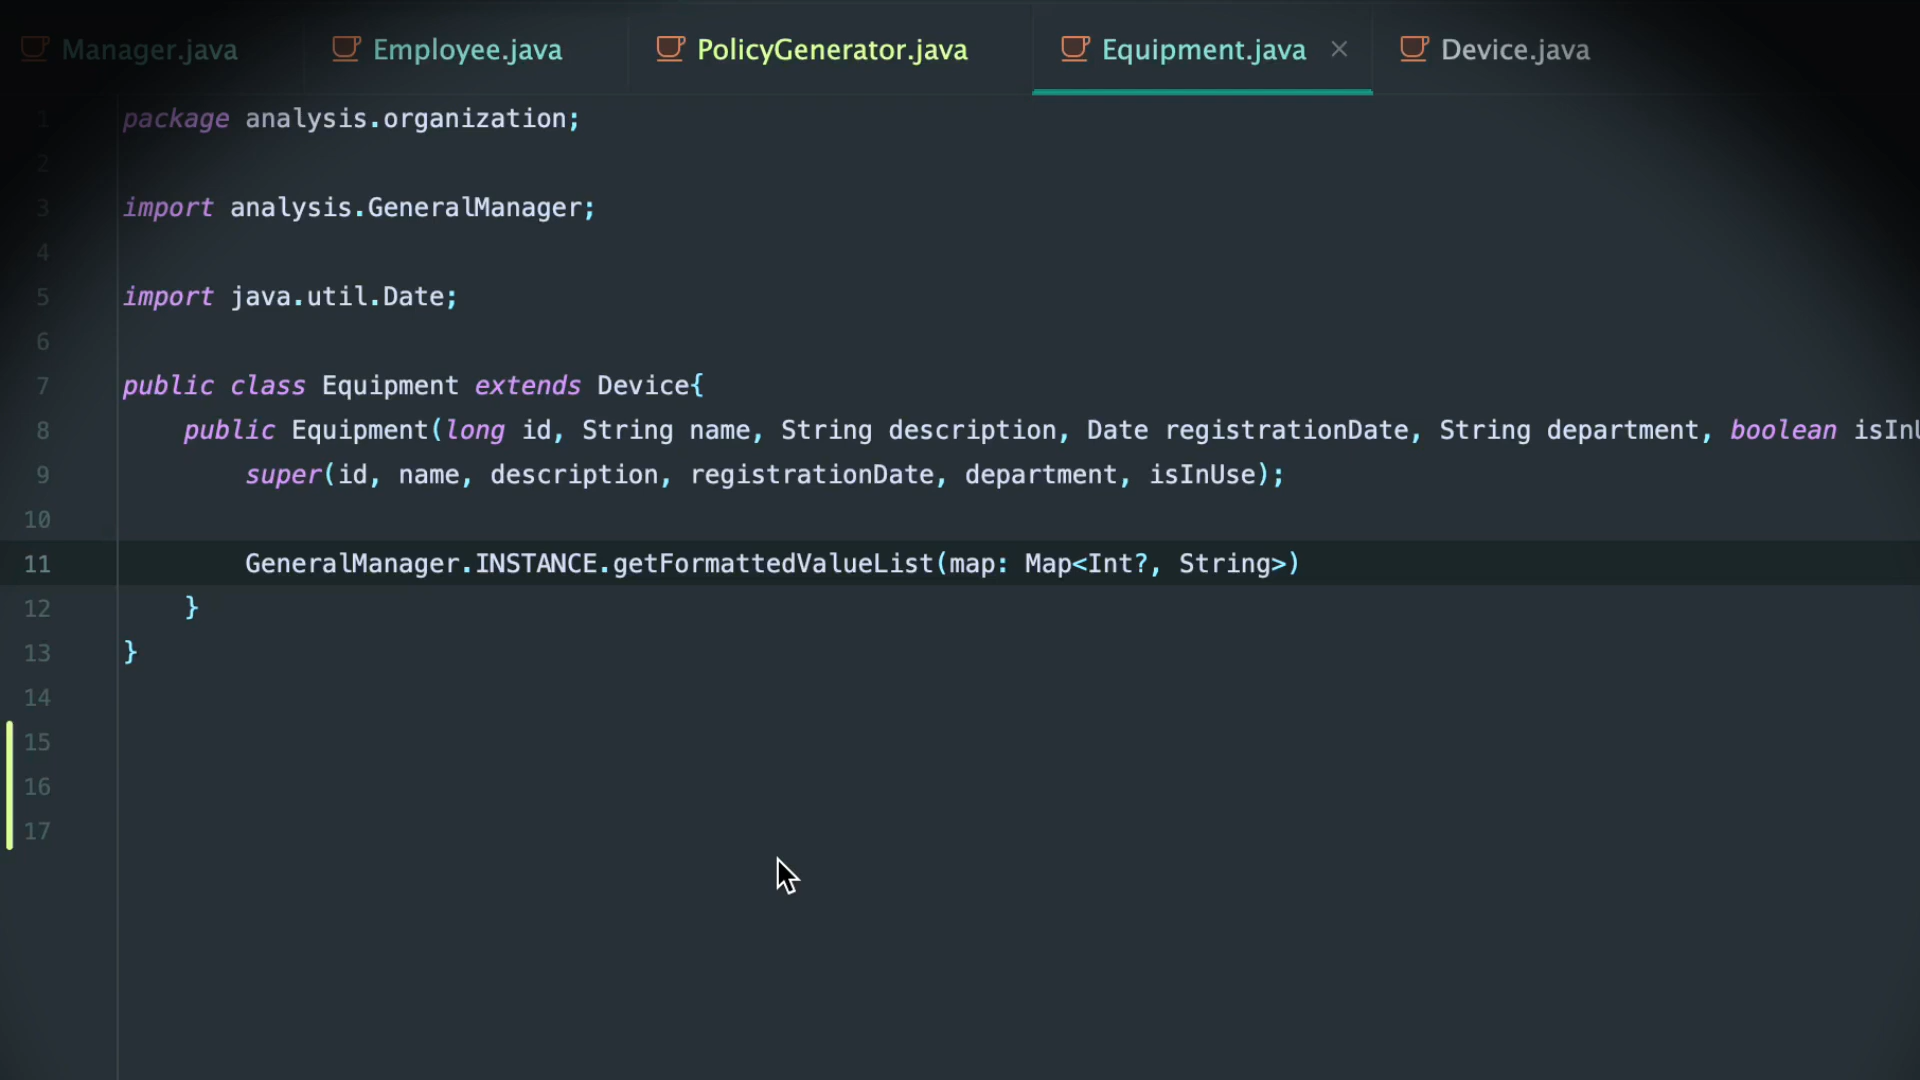 Manager.java Employee.java PolicyGenerator.java Equipment.java Device.java
1 package analysis.organization;
2
3 import analysis.GeneralManager;
4
5 import java.util.Date;
6
7 public class Equipment extends Device{
8 public Equipment(long id, String name, String description, Date registrationDate, String department, boolean
9 super(id, name, description, registrationDate, department, isInUse);
10
11 GeneralManager.INSTANCE.getFormattedValueList(map: Map<Int?, String>)
12 }
13 }
14
15
16
17